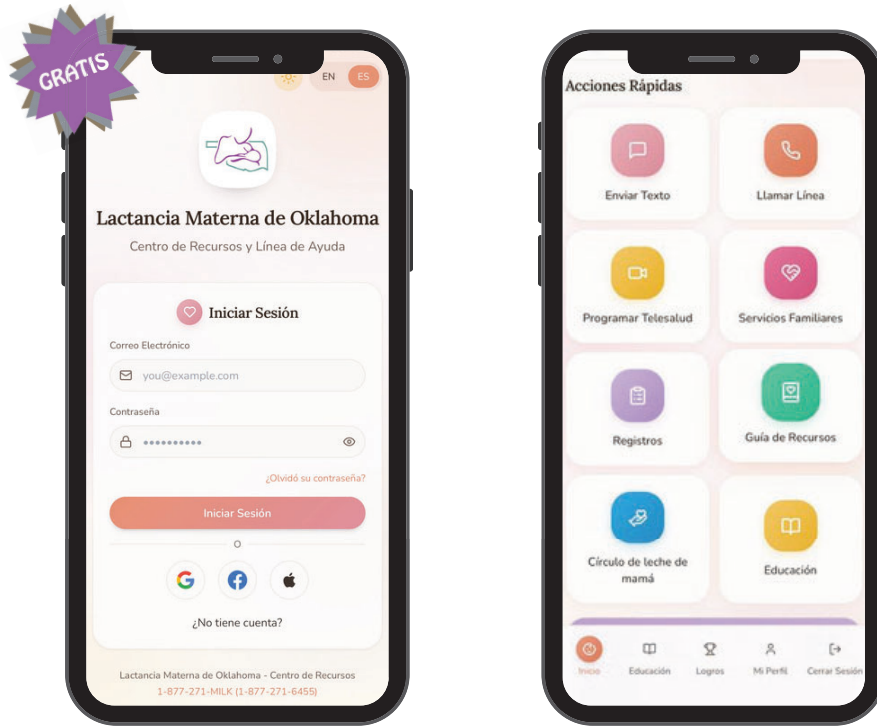 GRATIS
EN ES
Lactancia Materna de Oklahoma
Centro de Recursos y Línea de Ayuda
Iniciar Sesión
Correo Electrónico
you@example.com
Contraseña
¿Olvidó su contraseña?
Iniciar Sesión
O
¿No tiene cuenta?
Lactancia Materna de Oklahoma - Centro de Recursos
1-877-271-MILK (1-877-271-6455)
Acciones Rápidas
Enviar Texto
Llamar Línea
Programar Telesalud
Servicios Familiares
Registros
Guía de Recursos
Círculo de leche de
mamá
Educación
Inicio
Educación
Logros
Mi Perfil
Cerrar Sesión